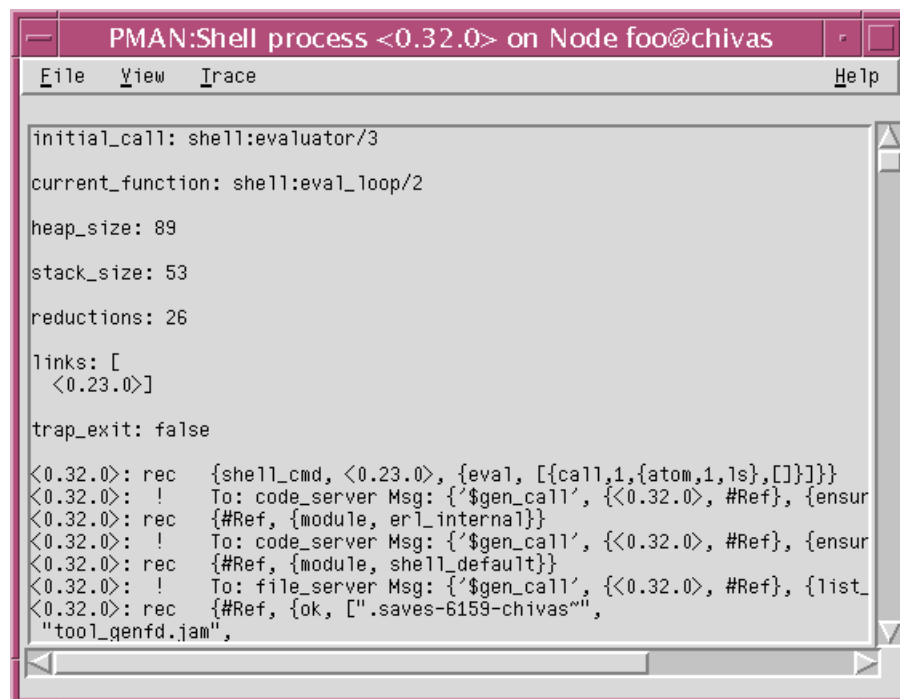 PMAN:Shell process <0.32.0> on Node foo@chivas
File View Trace Help
initial_call: shell:evaluator/3
current_function: shell:eval_loop/2
heap_size: 89
stack_size: 53
reductions: 26
links: [
<0.23.0>]
trap_exit: false
<0.32.0>: rec {shell_cmd, <0.23.0>, {eval, [{call,1,{atom,1,ls},[]}]}}
<0.32.0>: ! To: code_server Msg: {'$gen_call', {<0.32.0>, #Ref}, {ensur
<0.32.0>: rec {#Ref, {module, erl_internal}}
<0.32.0>: ! To: code_server Msg: {'$gen_call', {<0.32.0>, #Ref}, {ensur
<0.32.0>: rec {#Ref, {module, shell_default}}
<0.32.0>: ! To: file_server Msg: {'$gen_call', {<0.32.0>, #Ref}, {list_
<0.32.0>: rec {#Ref, {ok, [".saves-6159-chivas~",
"tool_genfd.jam",